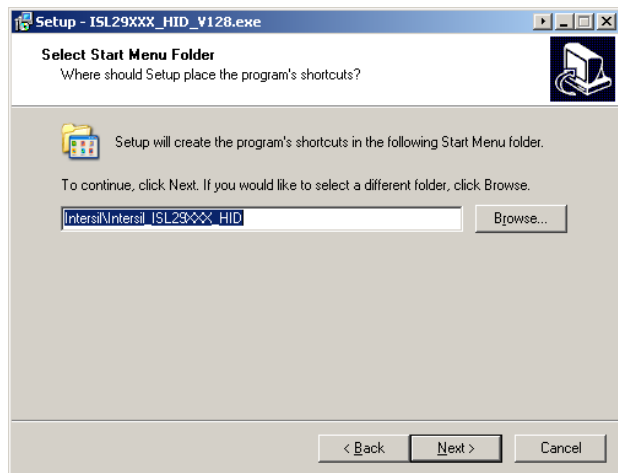 Setup - ISL29XXX_HID_V128.exe
Select Start Menu Folder
Where should Setup place the program's shortcuts?
Setup will create the program's shortcuts in the following Start Menu folder.
To continue, click Next. If you would like to select a different folder, click Browse.
Intersil\Intersil_ISL29XXX_HID
Browse...
< Back
Next >
Cancel